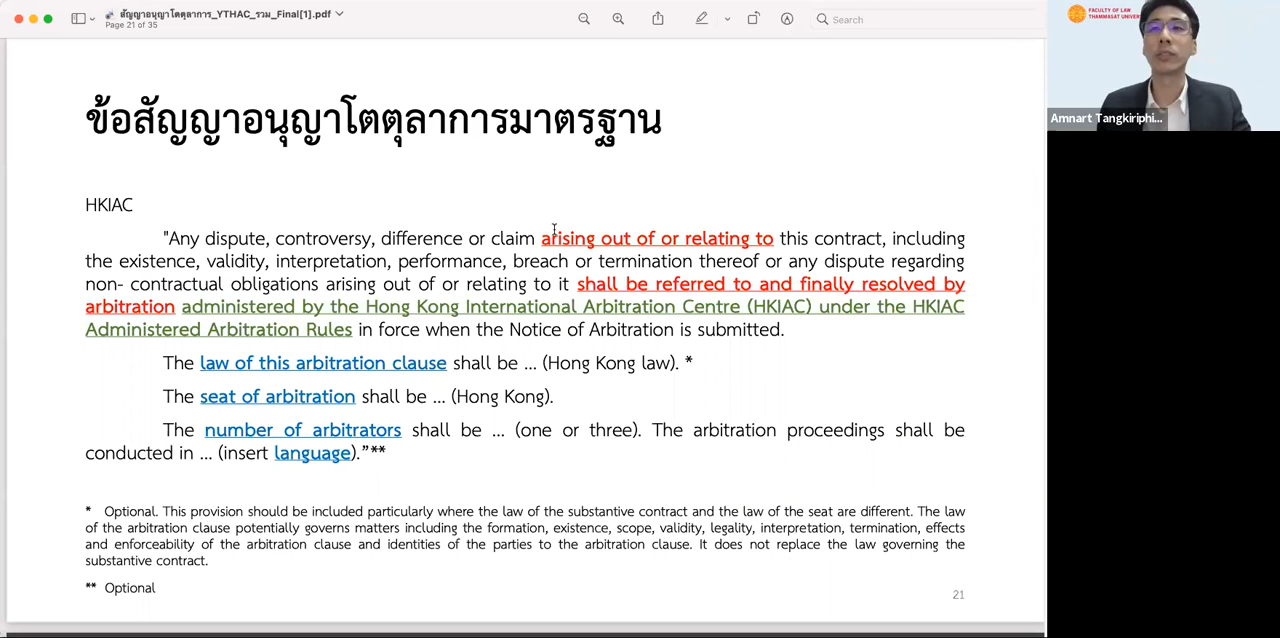 สัญญาอนุญาโตตุลาการ_YTHAC_รวม_Final[1].pdf
Page 21 of 35
Search
FACULTY OF LAW
THAMMASAT UNIVER
Amnart Tangkiriphi...
ข้อสัญญาอนุญาโตตุลาการมาตรฐาน
HKIAC
"Any dispute, controversy, difference or claim arising out of or relating to this contract, including
the existence, validity, interpretation, performance, breach or termination thereof or any dispute regarding
non- contractual obligations arising out of or relating to it shall be referred to and finally resolved by
arbitration administered by the Hong Kong International Arbitration Centre (HKIAC) under the HKIAC
Administered Arbitration Rules in force when the Notice of Arbitration is submitted.
The law of this arbitration clause shall be ... (Hong Kong law). *
The seat of arbitration shall be ... (Hong Kong).
The number of arbitrators shall be ... (one or three). The arbitration proceedings shall be
conducted in ... (insert language)."**
* Optional. This provision should be included particularly where the law of the substantive contract and the law of the seat are different. The law
of the arbitration clause potentially governs matters including the formation, existence, scope, validity, legality, interpretation, termination, effects
and enforceability of the arbitration clause and identities of the parties to the arbitration clause. It does not replace the law governing the
substantive contract.
** Optional
21